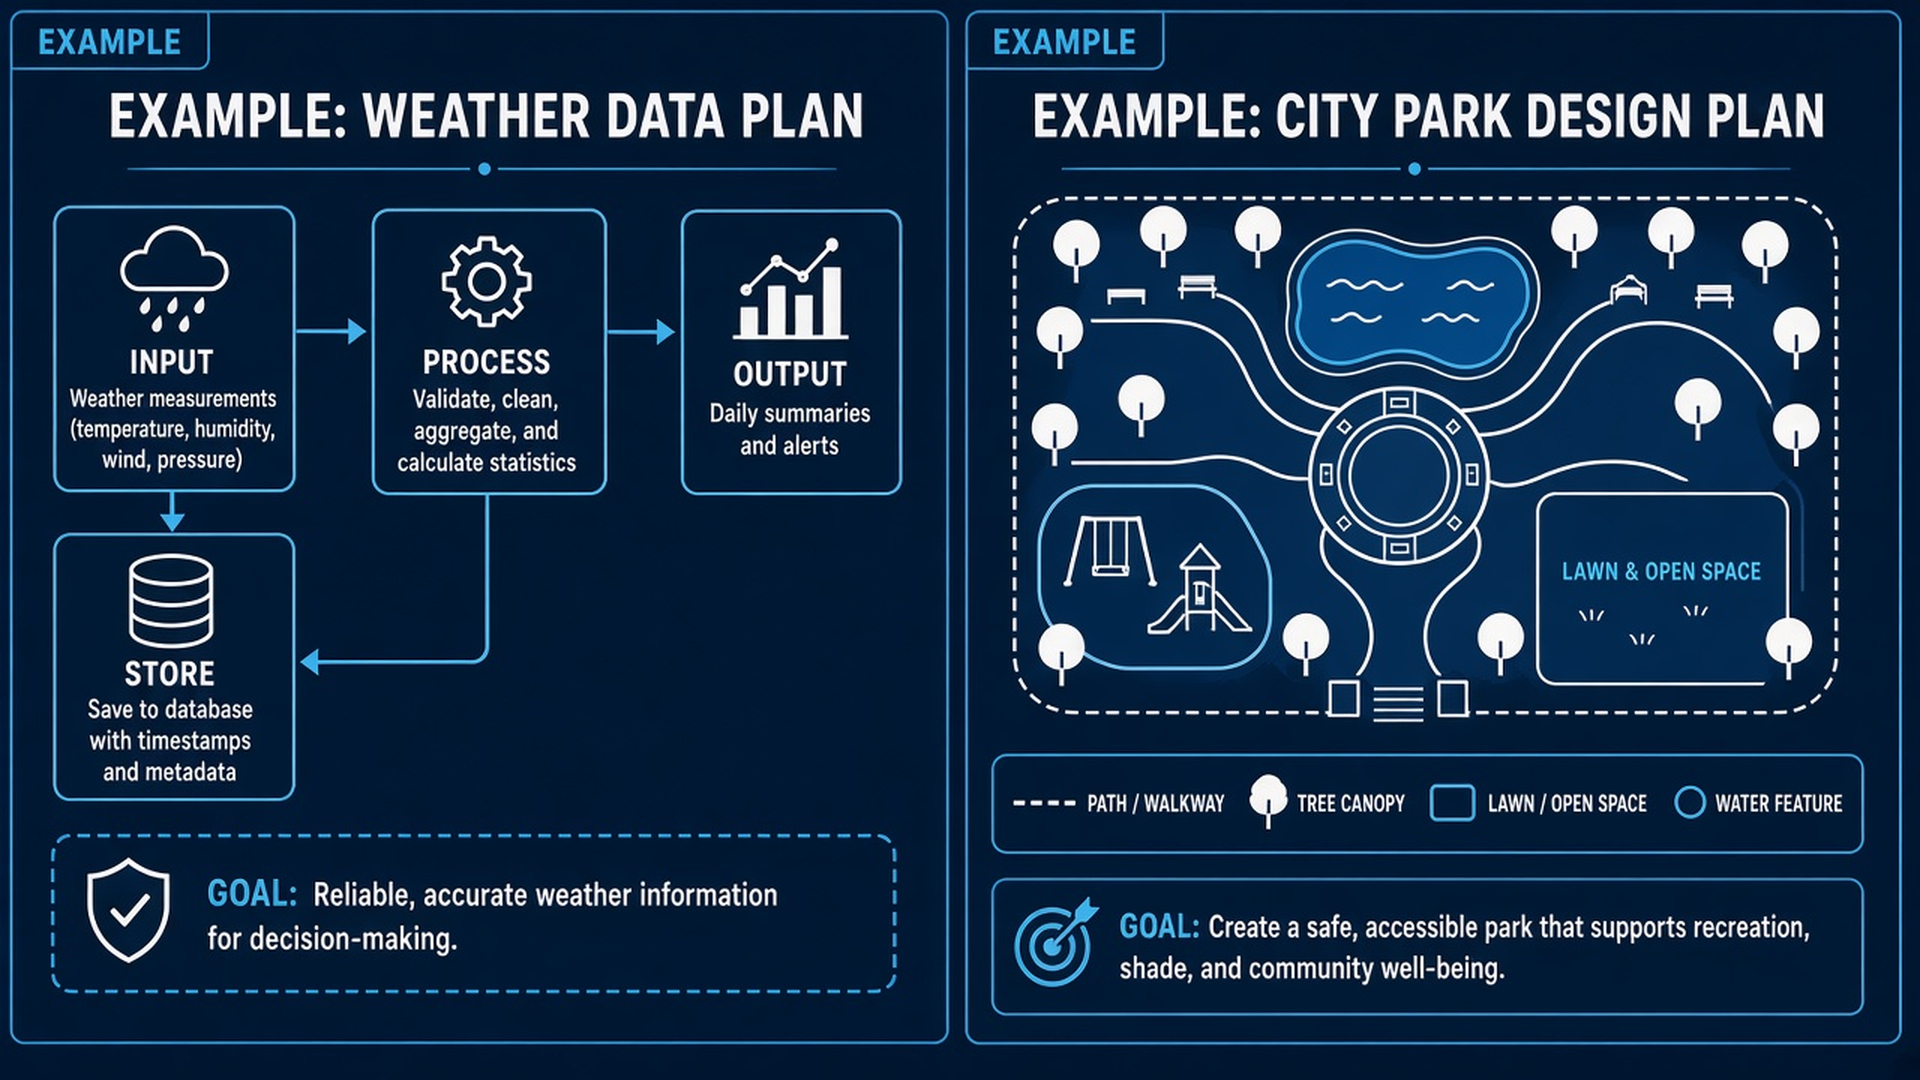 EXAMPLE
EXAMPLE: WEATHER DATA PLAN
INPUT
Weather measurements
(temperature, humidity,
wind, pressure)
PROCESS
Validate, clean,
aggregate, and
calculate statistics
OUTPUT
Daily summaries
and alerts
STORE
Save to database
with timestamps
and metadata
GOAL: Reliable, accurate weather information
for decision-making.
EXAMPLE
EXAMPLE: CITY PARK DESIGN PLAN
LAWN & OPEN SPACE
PATH / WALKWAY
TREE CANOPY
LAWN / OPEN SPACE
WATER FEATURE
GOAL: Create a safe, accessible park that supports recreation,
shade, and community well-being.